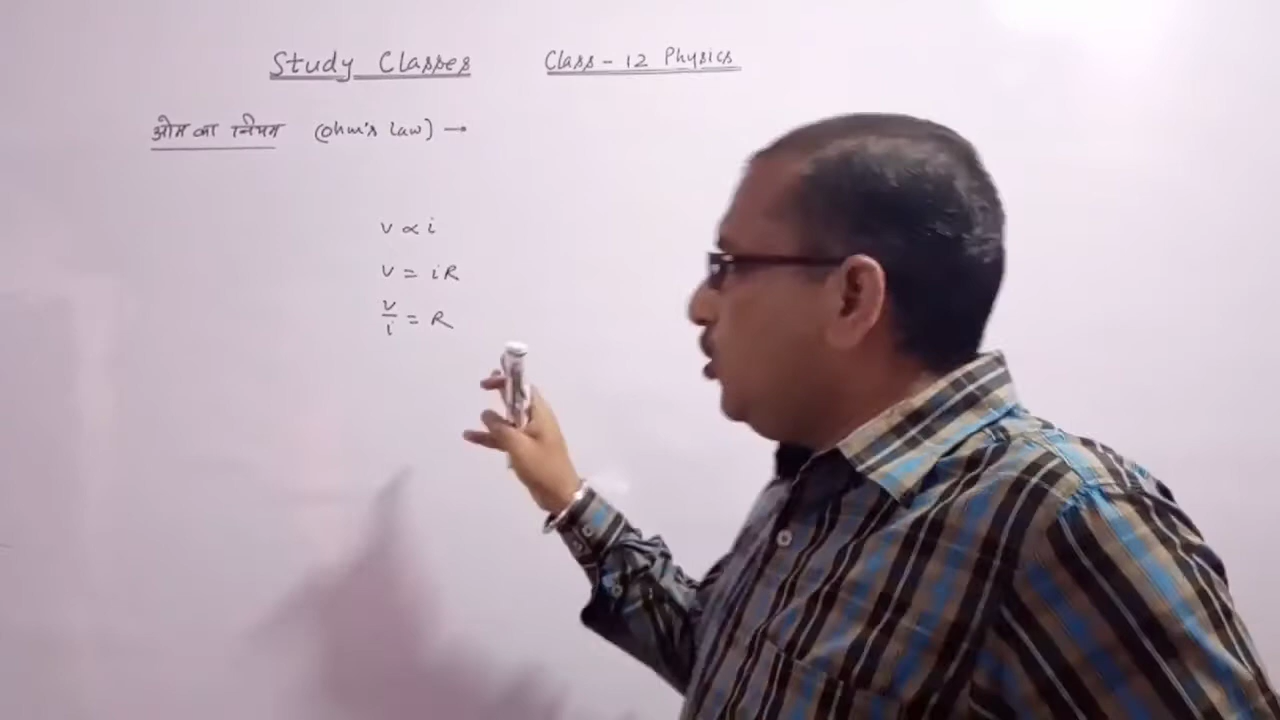 Study Classes Class - 12 Physics
ओम का नियम (ohm's law) →
v ∝ i
v = iR
v/i = R